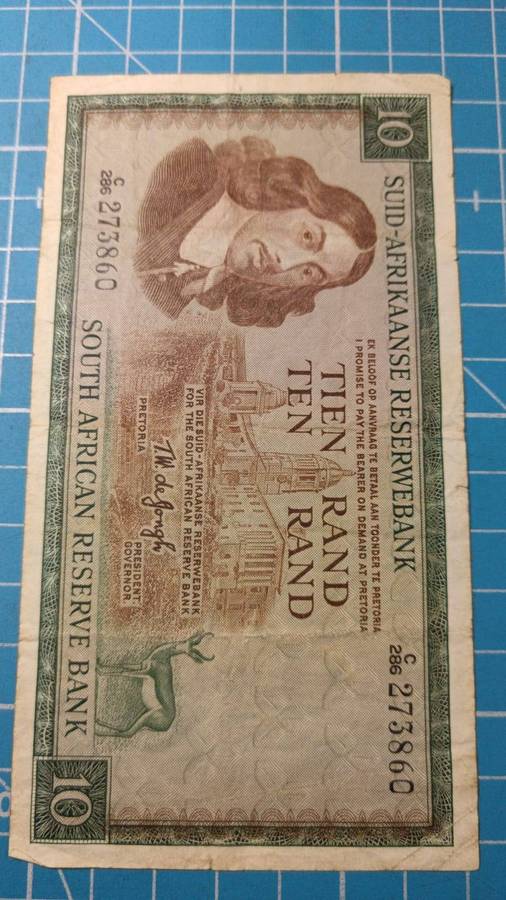 10
SUID-AFRIKAANSE RESERWEBANK
EK BELOOF OP AANVRAAG TE BETAAL AAN TOONDER TE PRETORIA
I PROMISE TO PAY THE BEARER ON DEMAND AT PRETORIA
C
286 273860
TIEN RAND
TEN RAND
VIR DIE SUID-AFRIKAANSE RESERWEBANK
FOR THE SOUTH AFRICAN RESERVE BANK
T.W. de Jongh
PRETORIA
PRESIDENT.
GOVERNOR.
C
286 273860
SOUTH AFRICAN RESERVE BANK
10